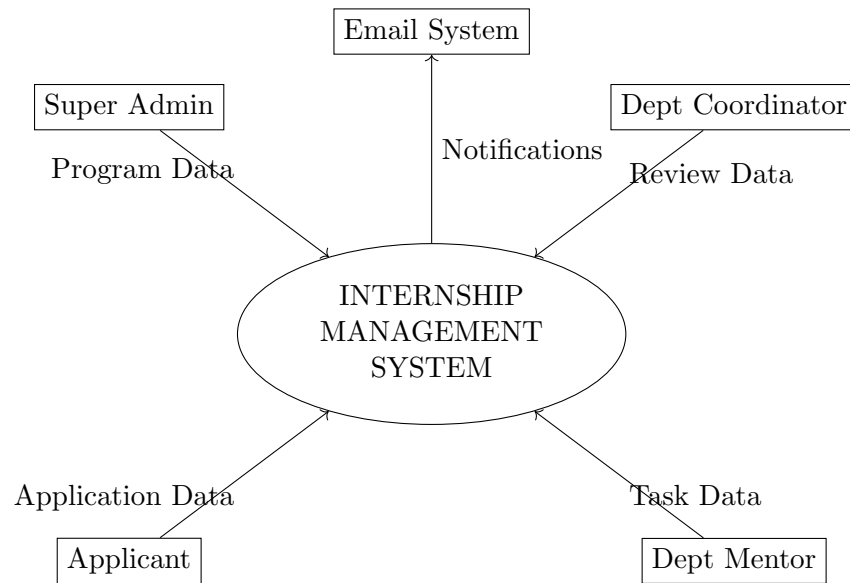 Email System
Super Admin
Dept Coordinator
Notifications
Program Data
Review Data
INTERNSHIP
MANAGEMENT
SYSTEM
Application Data
Task Data
Applicant
Dept Mentor